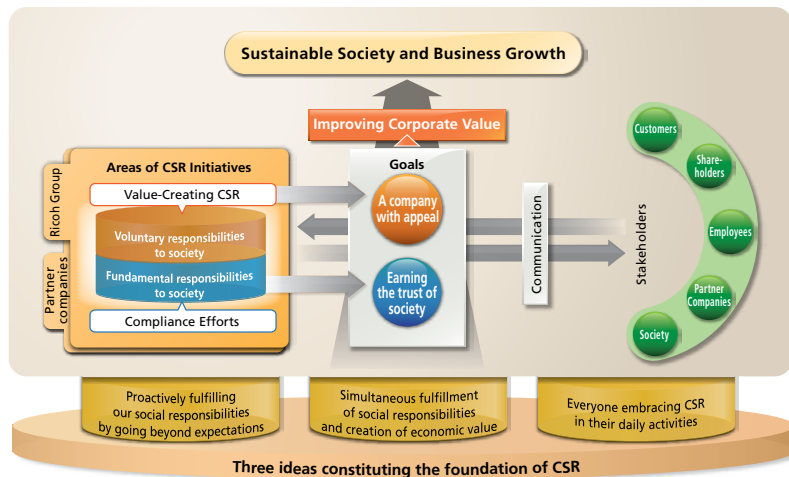 Sustainable Society and Business Growth
Improving Corporate Value
Ricoh Group
Partner
companies
Areas of CSR Initiatives
Value-Creating CSR
Voluntary responsibilities
to society
Fundamental responsibilities
to society
Compliance Efforts
Goals
A company
with appeal
Earning
the trust of
society
Communication
Stakeholders
Customers
Share-
holders
Employees
Partner
Companies
Society
Proactively fulfilling
our social responsibilities
by going beyond expectations
Simultaneous fulfillment
of social responsibilities
and creation of economic value
Everyone embracing CSR
in their daily activities
Three ideas constituting the foundation of CSR